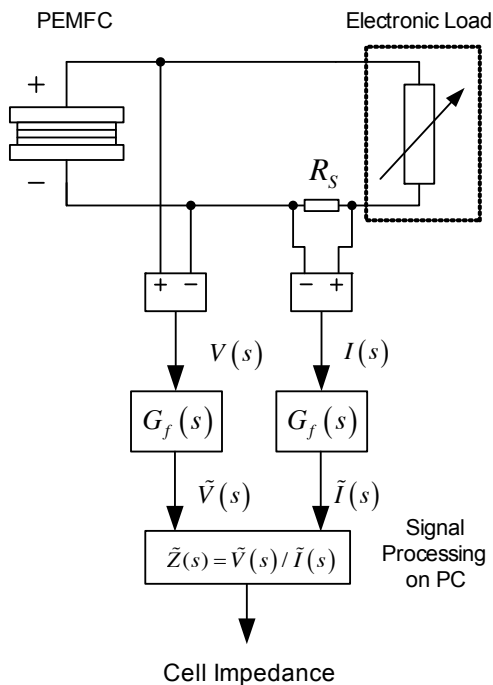 PEMFC
Electronic Load
+
−
R_S
+ −
− +
V(s)
I(s)
G_f(s)
G_f(s)
Ṽ(s)
Ĩ(s)
Z̃(s)=Ṽ(s)/Ĩ(s)
Signal
Processing
on PC
Cell Impedance